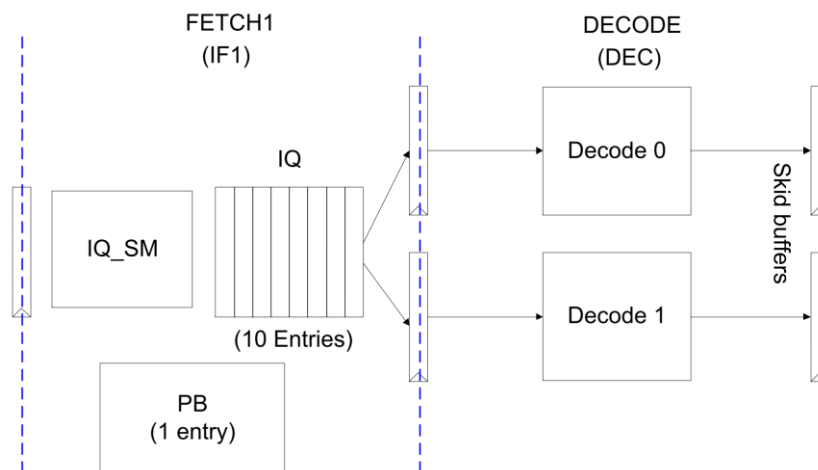 FETCH1
(IF1)
DECODE
(DEC)
IQ
IQ_SM
(10 Entries)
PB
(1 entry)
Decode 0
Decode 1
Skid buffers